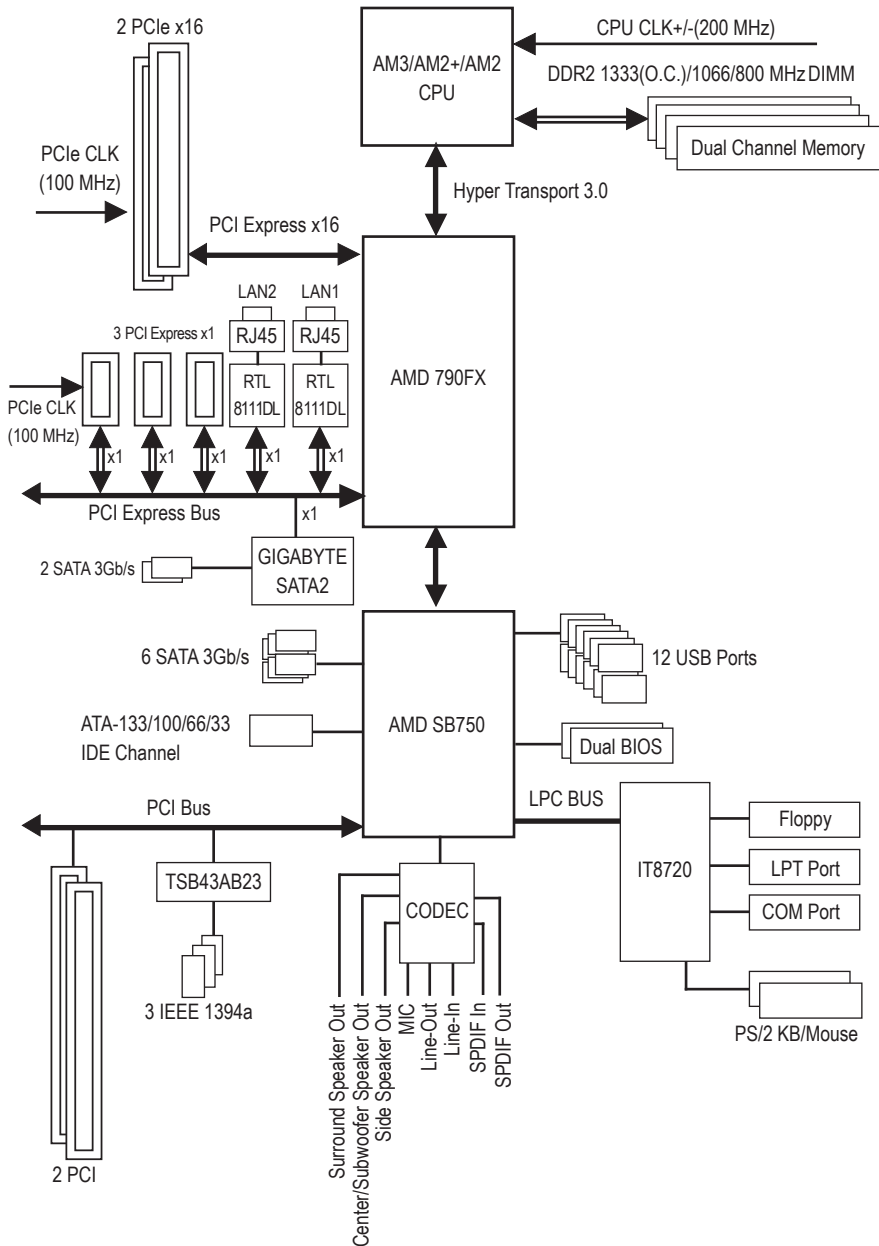 2 PCIe x16
AM3/AM2+/AM2
CPU
CPU CLK+/-(200 MHz)
DDR2 1333(O.C.)/1066/800 MHz DIMM
Dual Channel Memory
PCIe CLK
(100 MHz)
Hyper Transport 3.0
PCI Express x16
LAN2
LAN1
RJ45
RJ45
3 PCI Express x1
AMD 790FX
RTL
8111DL
RTL
8111DL
PCIe CLK
(100 MHz)
x1
x1
x1
x1
x1
PCI Express Bus
x1
2 SATA 3Gb/s
GIGABYTE
SATA2
6 SATA 3Gb/s
12 USB Ports
ATA-133/100/66/33
IDE Channel
AMD SB750
Dual BIOS
PCI Bus
LPC BUS
Floppy
TSB43AB23
CODEC
IT8720
LPT Port
COM Port
3 IEEE 1394a
PS/2 KB/Mouse
Surround Speaker Out
Center/Subwoofer Speaker Out
Side Speaker Out
MIC
Line-Out
Line-In
SPDIF In
SPDIF Out
2 PCI